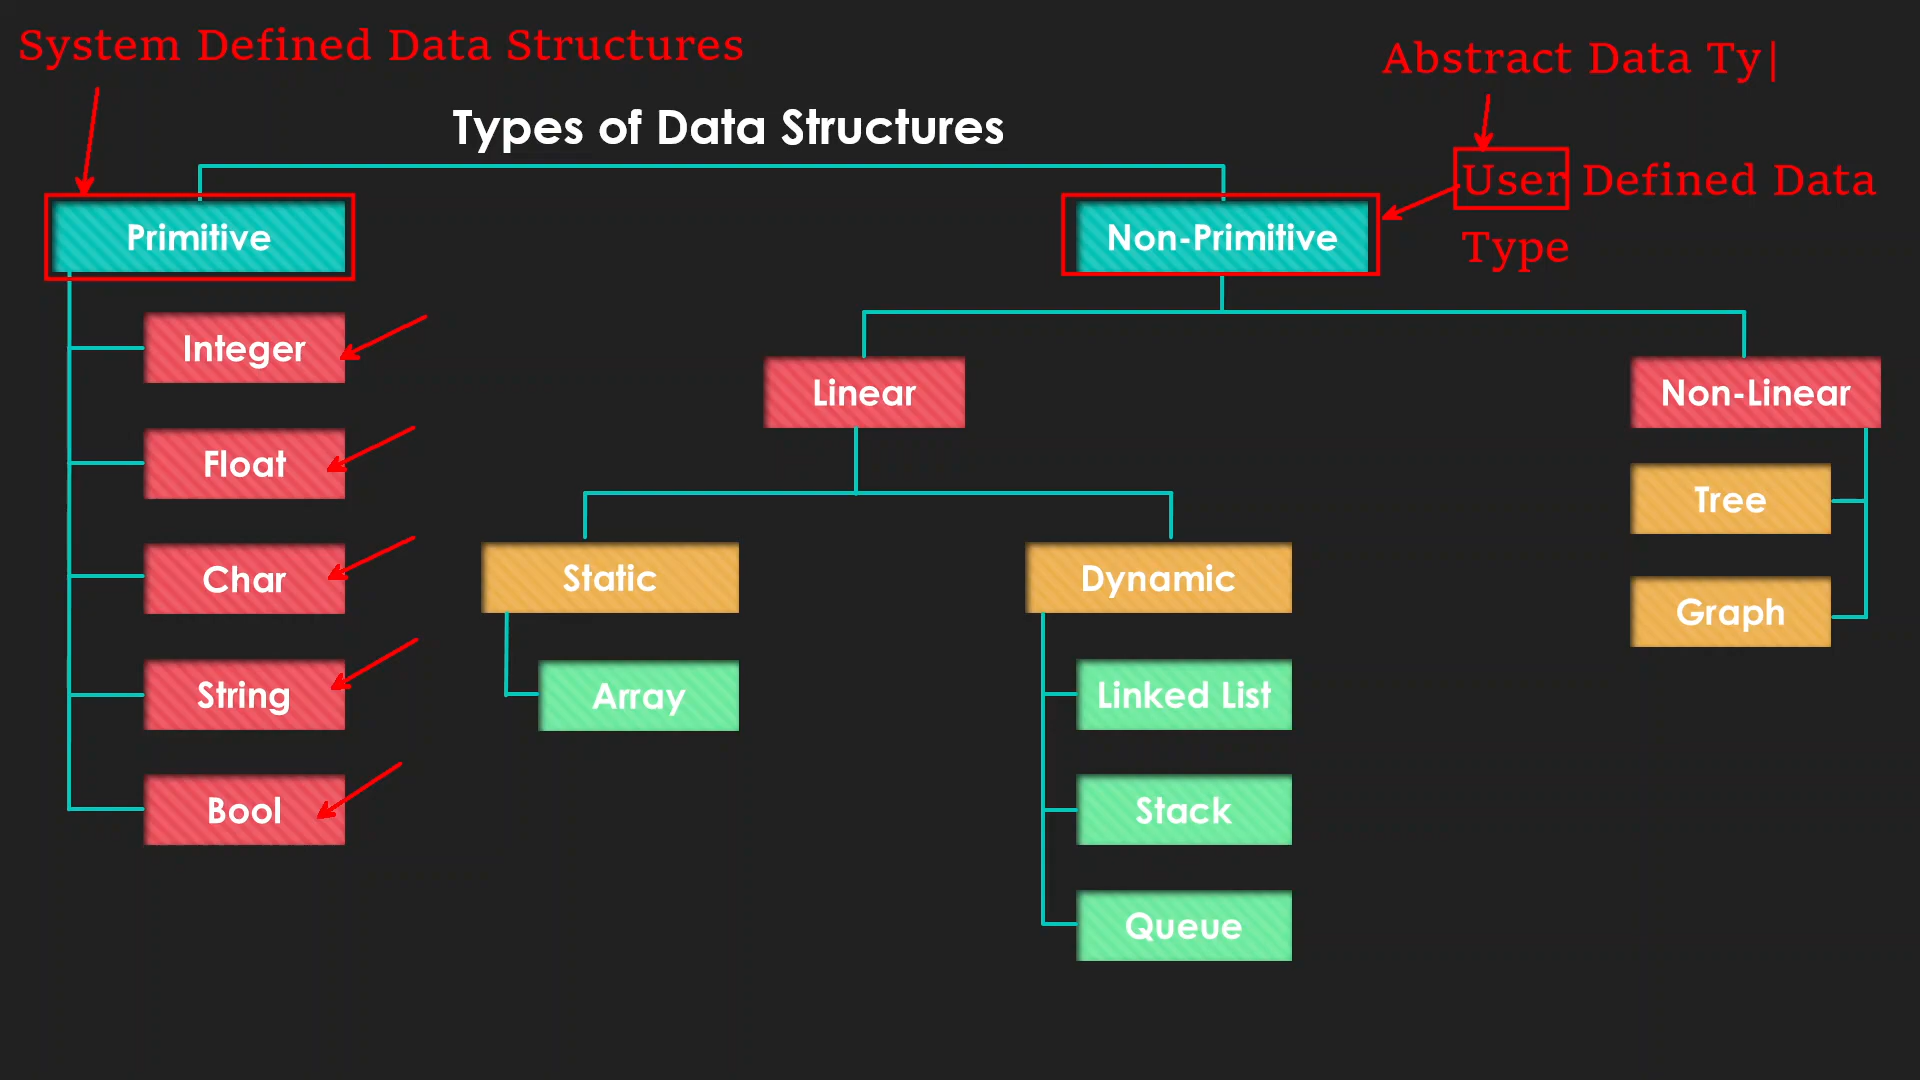 System Defined Data Structures
Abstract Data Ty|
Types of Data Structures
User Defined Data
Type
Primitive
Non-Primitive
Integer
Linear
Non-Linear
Float
Tree
Char
Static
Dynamic
Graph
String
Array
Linked List
Bool
Stack
Queue